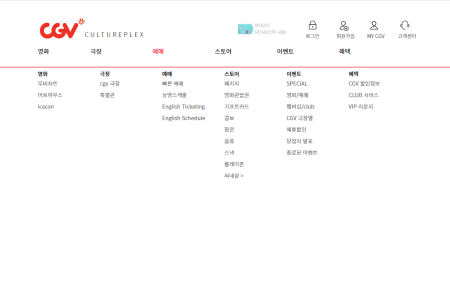 CGV CULTUREPLEX
로그인 회원가입 MY CGV 고객센터
영화 극장 예매 스토어 이벤트 혜택
영화
무비차트
아트하우스
icecon
극장
cgv 극장
특별관
예매
빠른 예매
상영스케줄
English Ticketing
English Schedule
스토어
패키지
영화관람권
기프트카드
콤보
팝콘
음료
스낵
플레이존
씨네샵 >
이벤트
SPECIAL
영화/예매
멤버십/club
CGV 극장별
제휴할인
당첨자 발표
종료된 이벤트
혜택
CGV 할인정보
CLUB 서비스
VIP 라운지